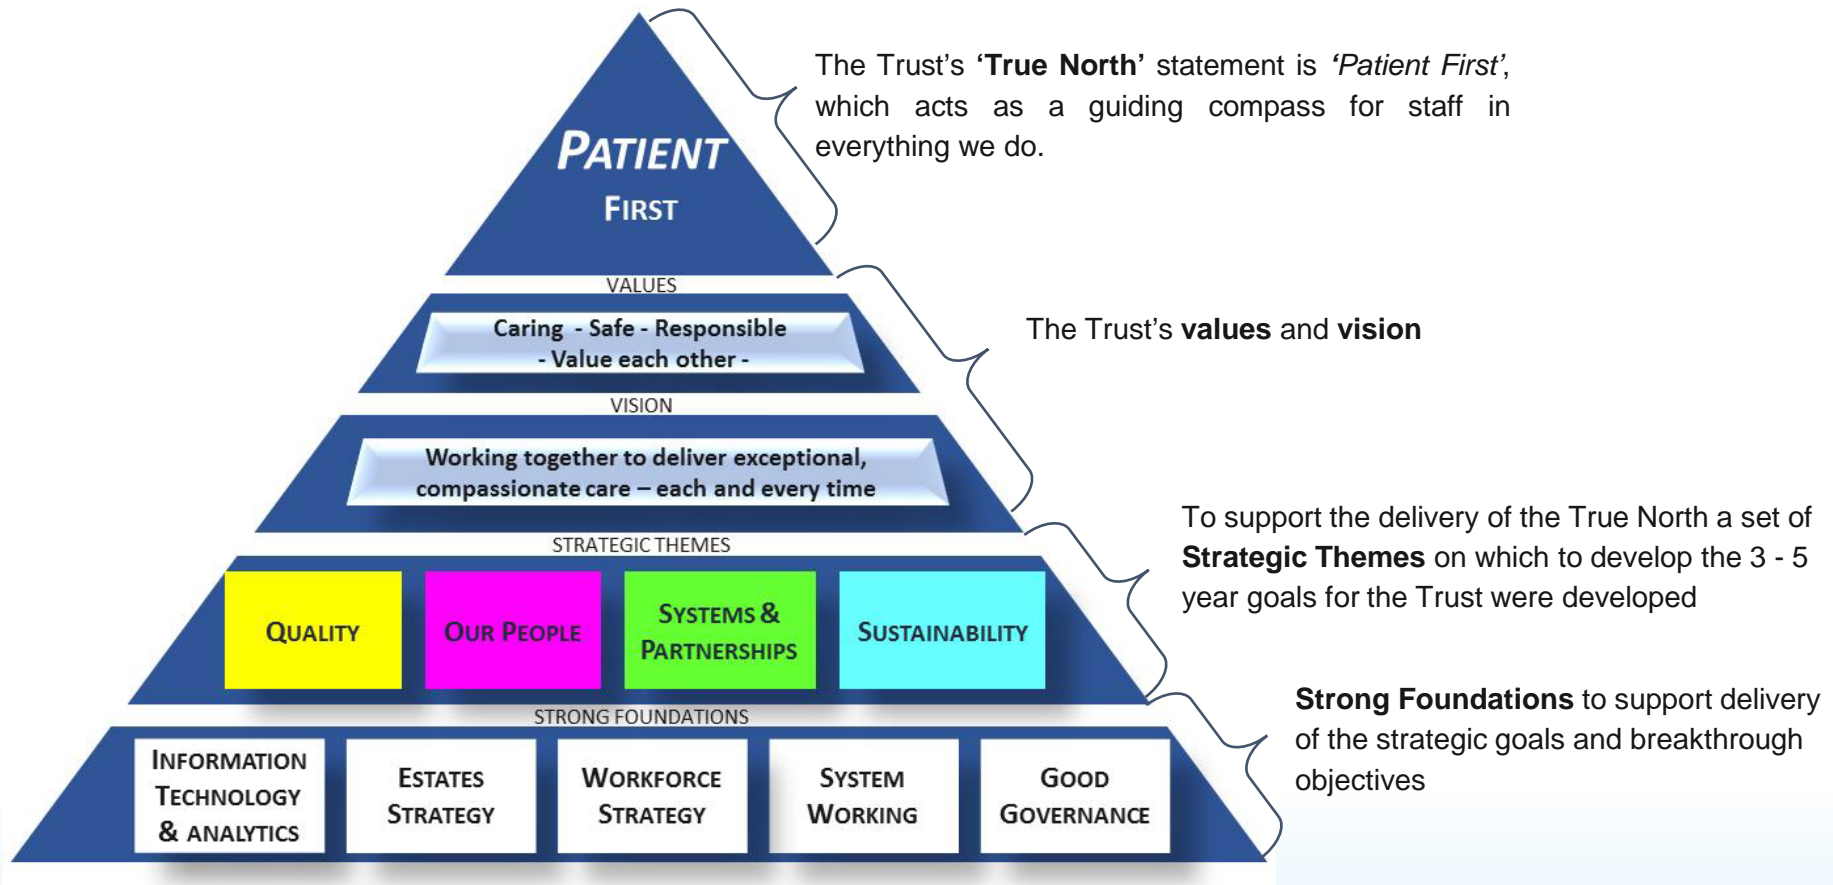 PATIENT
FIRST
The Trust’s ‘True North’ statement is ‘Patient First’,
which acts as a guiding compass for staff in
everything we do.
VALUES
Caring - Safe - Responsible
- Value each other -
The Trust’s values and vision
VISION
Working together to deliver exceptional,
compassionate care – each and every time
To support the delivery of the True North a set of
Strategic Themes on which to develop the 3 - 5
year goals for the Trust were developed
STRATEGIC THEMES
QUALITY
OUR PEOPLE
SYSTEMS &
PARTNERSHIPS
SUSTAINABILITY
Strong Foundations to support delivery
of the strategic goals and breakthrough
objectives
STRONG FOUNDATIONS
INFORMATION
TECHNOLOGY
& ANALYTICS
ESTATES
STRATEGY
WORKFORCE
STRATEGY
SYSTEM
WORKING
GOOD
GOVERNANCE